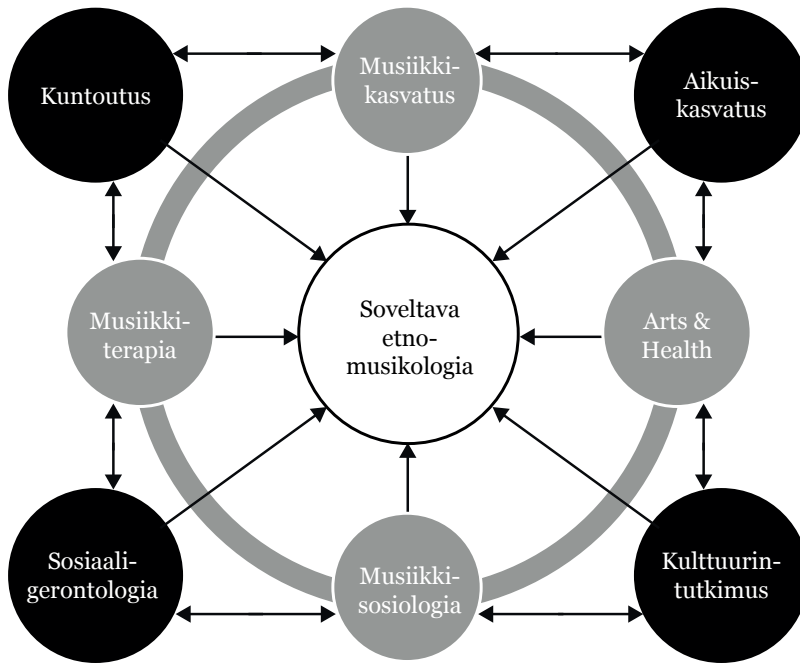 Kuntoutus
Musiikki-
kasvatus
Aikuis-
kasvatus
Musiikki-
terapia
Soveltava
etno-
musikologia
Arts &
Health
Sosiaali-
gerontologia
Musiikki-
sosiologia
Kulttuurin-
tutkimus